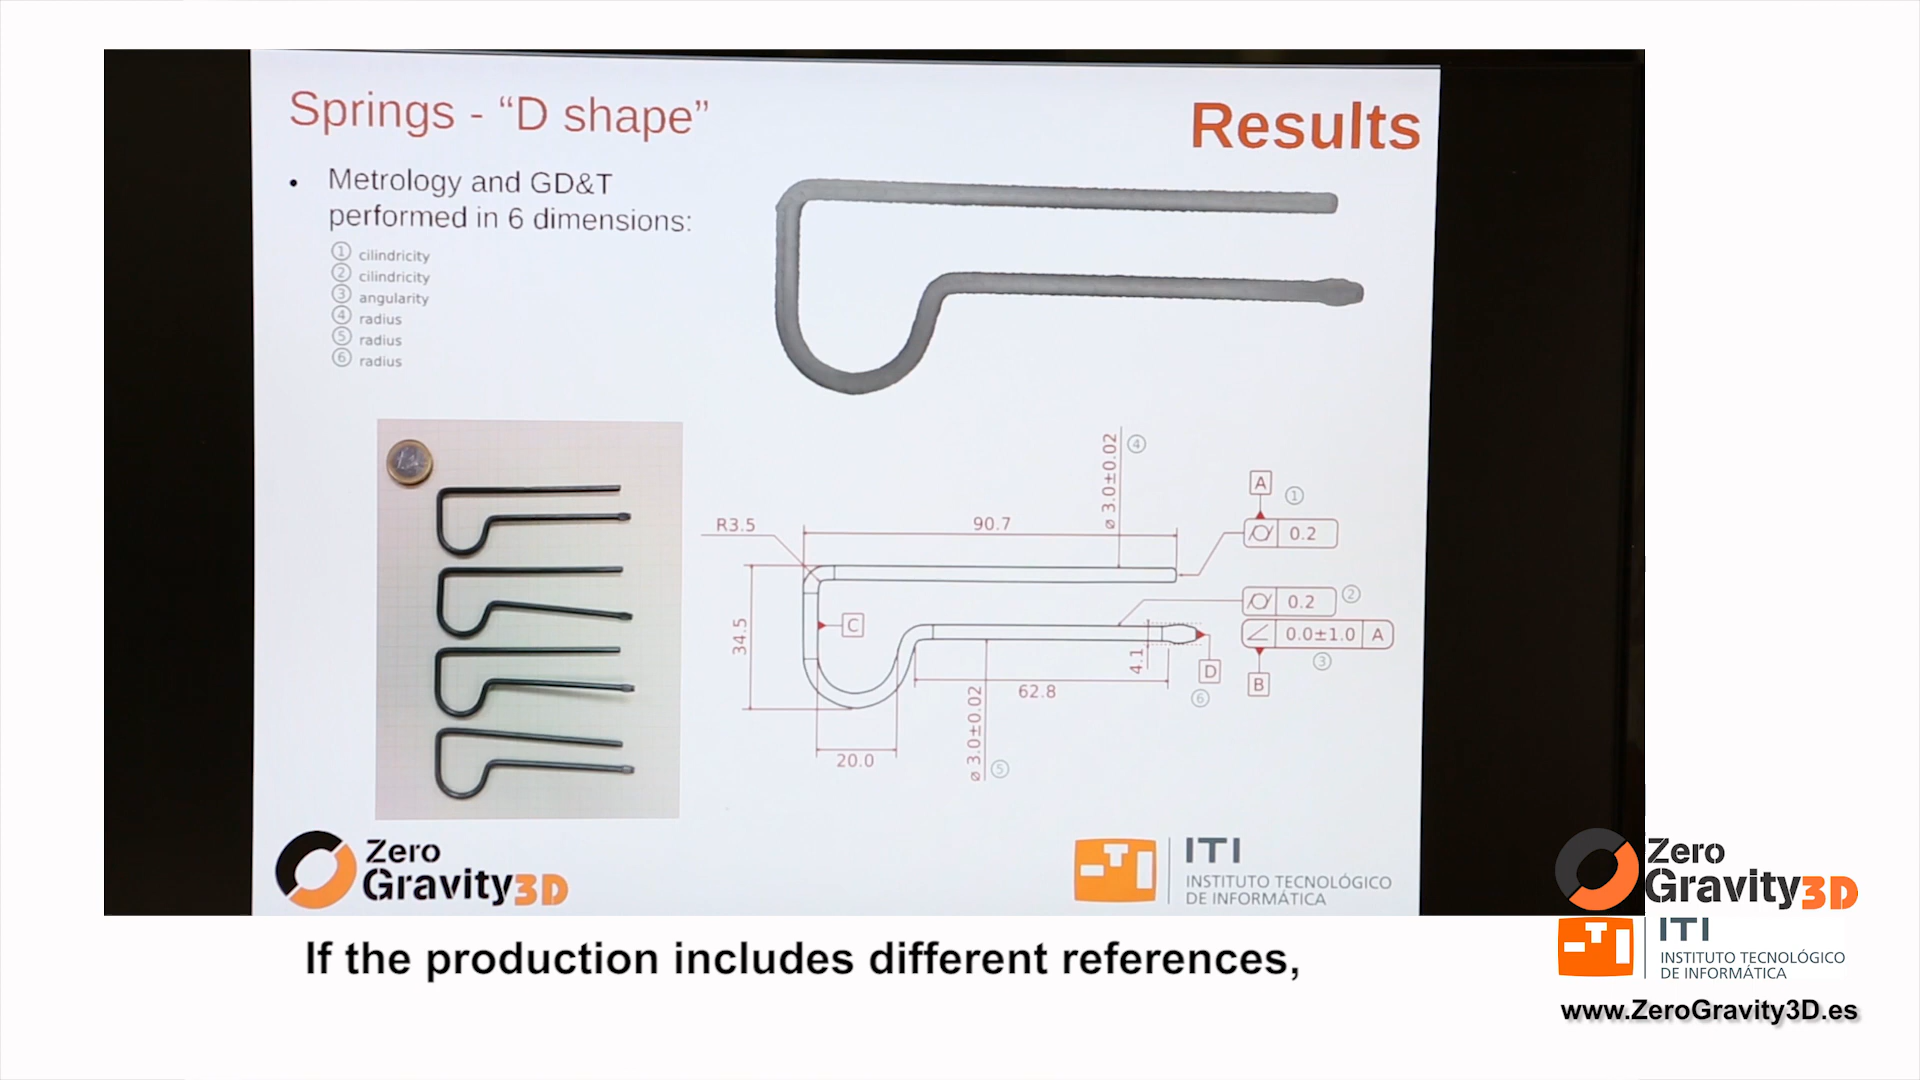 Springs - “D shape”
Results
• Metrology and GD&T
performed in 6 dimensions:
① cilindricity
② cilindricity
③ angularity
④ radius
⑤ radius
⑥ radius
R3.5
90.7
⌀ 3.0±0.02
④
A
①
0.2
0.2
②
0.0±1.0 A
③
B
C
D
34.5
4.1
⑥
62.8
⌀ 3.0±0.02
⑤
20.0
Zero
Gravity3D
ITI
INSTITUTO TECNOLÓGICO
DE INFORMÁTICA
If the production includes different references,
Zero
Gravity3D
ITI
INSTITUTO TECNOLÓGICO
DE INFORMÁTICA
www.ZeroGravity3D.es